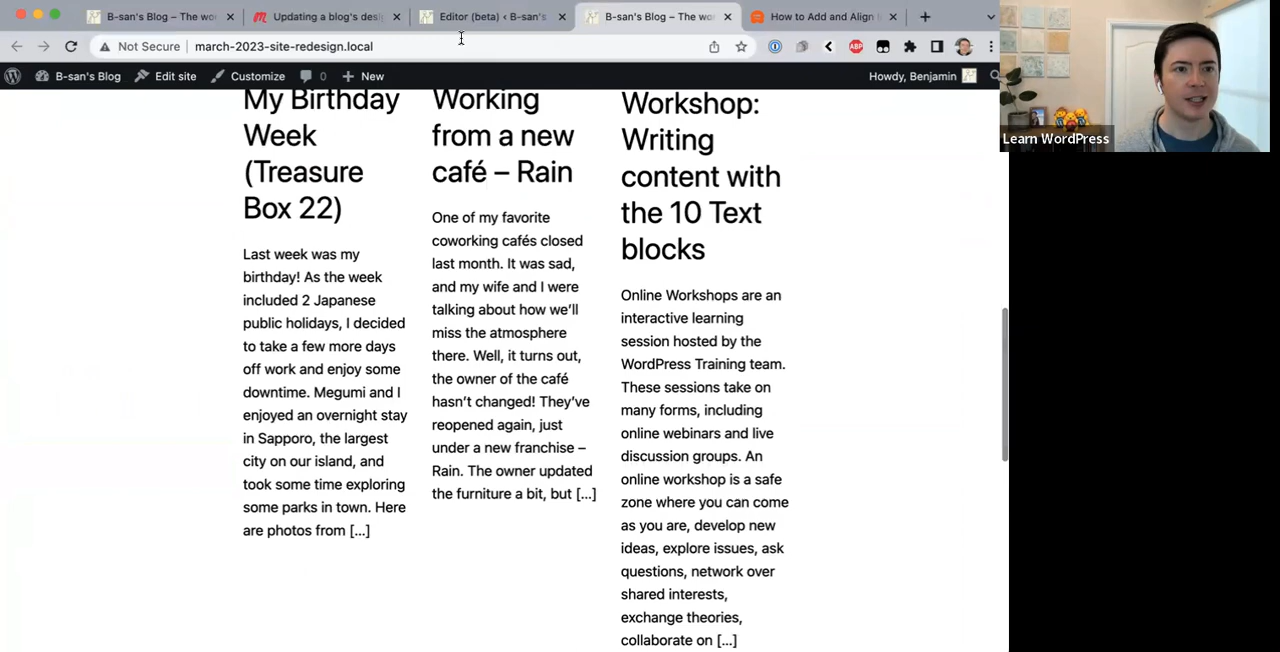 B-san's Blog – The wo
Updating a blog's desi
Editor (beta) ‹ B-san's
B-san's Blog – The wo
How to Add and Align I
Not Secure
march-2023-site-redesign.local
ABP
B-san's Blog
Edit site
Customize
0
New
Howdy, Benjamin
Learn WordPress
My Birthday
Week
(Treasure
Box 22)
Last week was my
birthday! As the week
included 2 Japanese
public holidays, I decided
to take a few more days
off work and enjoy some
downtime. Megumi and I
enjoyed an overnight stay
in Sapporo, the largest
city on our island, and
took some time exploring
some parks in town. Here
are photos from […]
Working
from a new
café – Rain
One of my favorite
coworking cafés closed
last month. It was sad,
and my wife and I were
talking about how we'll
miss the atmosphere
there. Well, it turns out,
the owner of the café
hasn't changed! They've
reopened again, just
under a new franchise –
Rain. The owner updated
the furniture a bit, but […]
Workshop:
Writing
content with
the 10 Text
blocks
Online Workshops are an
interactive learning
session hosted by the
WordPress Training team.
These sessions take on
many forms, including
online webinars and live
discussion groups. An
online workshop is a safe
zone where you can come
as you are, develop new
ideas, explore issues, ask
questions, network over
shared interests,
exchange theories,
collaborate on […]